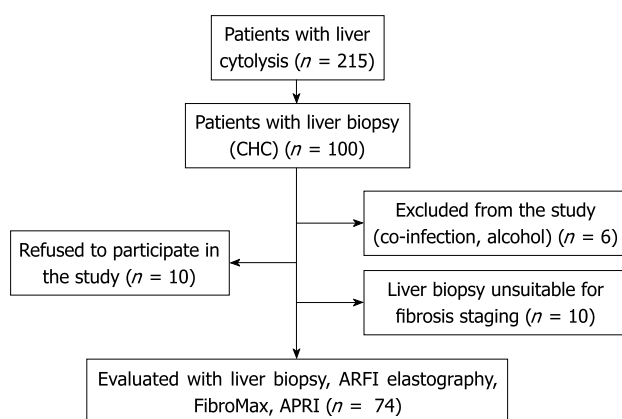 Patients with liver
cytolysis (n = 215)
Patients with liver biopsy
(CHC) (n = 100)
Excluded from the study
(co-infection, alcohol) (n = 6)
Refused to participate in
the study (n = 10)
Liver biopsy unsuitable for
fibrosis staging (n = 10)
Evaluated with liver biopsy, ARFI elastography,
FibroMax, APRI (n = 74)